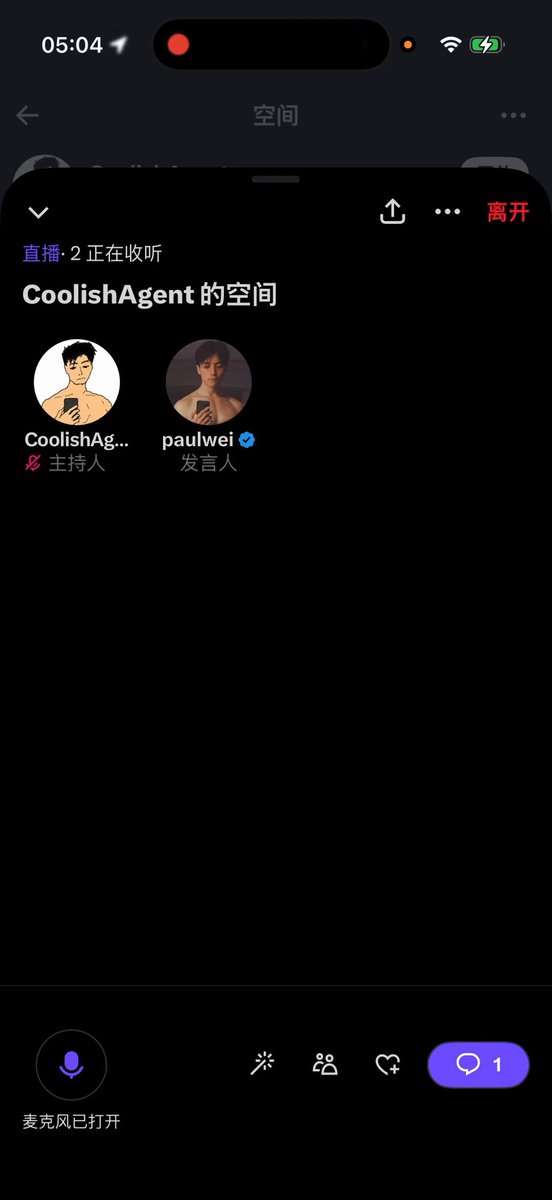 05:04
空间
离开
直播· 2 正在收听
CoolishAgent 的空间
CoolishAg...
paulwei
主持人
发言人
1
麦克风已打开